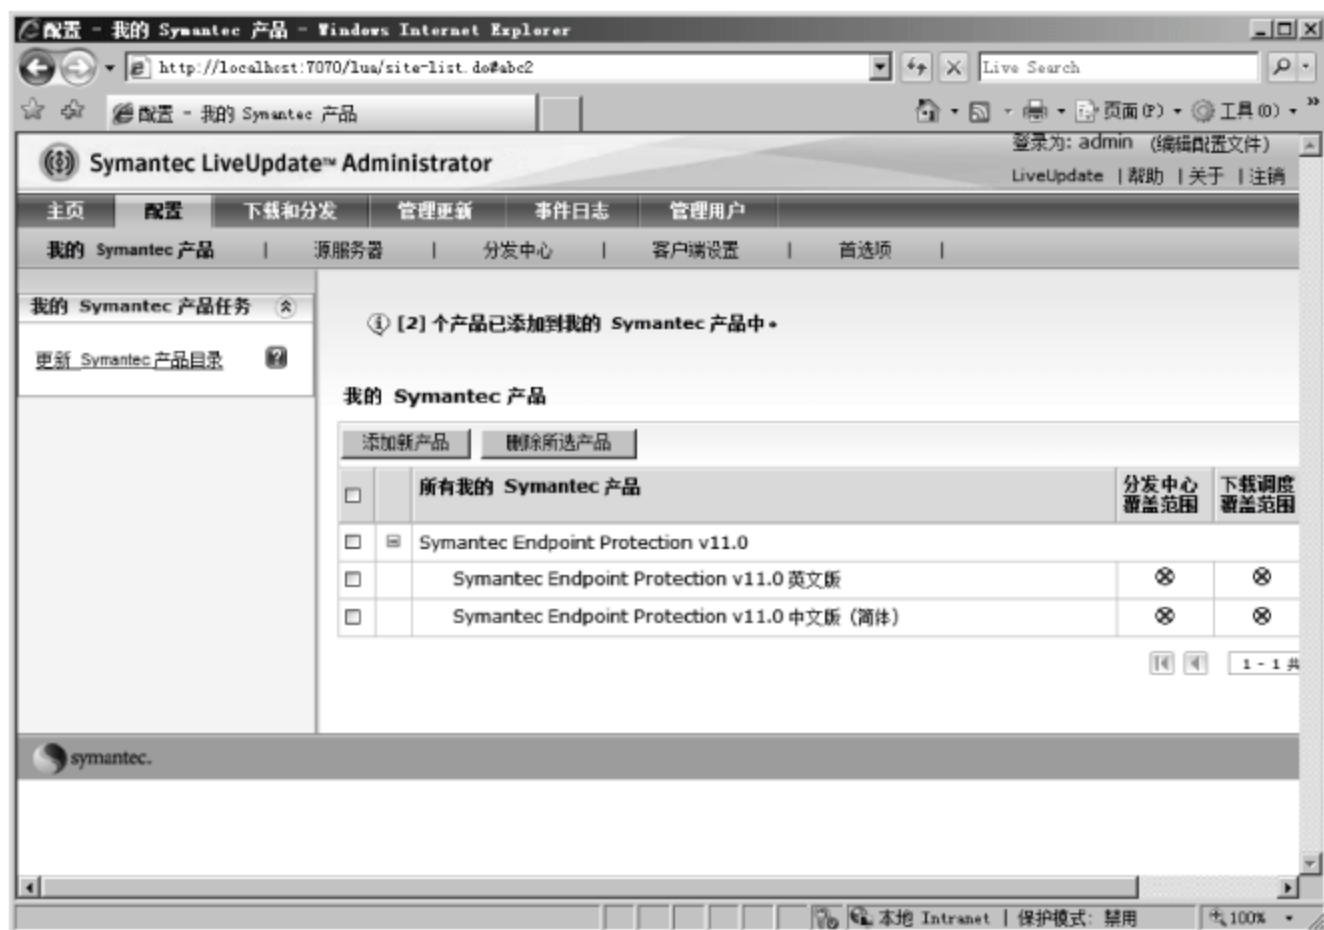 配置 - 我的 Symantec 产品 - Windows Internet Explorer
http://localhost:7070/lua/site-list.do#abc2
Live Search
配置 - 我的 Symantec 产品
页面(P) 工具(O) »
Symantec LiveUpdate™ Administrator
登录为: admin (编辑配置文件)
LiveUpdate | 帮助 | 关于 | 注销
主页 配置 下载和分发 管理更新 事件日志 管理用户
我的 Symantec 产品 | 源服务器 | 分发中心 | 客户端设置 | 首选项 |
我的 Symantec 产品任务
更新 Symantec 产品目录
[2] 个产品已添加到我的 Symantec 产品中。
我的 Symantec 产品
添加新产品 删除所选产品
所有我的 Symantec 产品 分发中心覆盖范围 下载调度覆盖范围
Symantec Endpoint Protection v11.0
Symantec Endpoint Protection v11.0 英文版
Symantec Endpoint Protection v11.0 中文版（简体）
1 - 1 共
symantec.
本地 Intranet | 保护模式: 禁用 100%